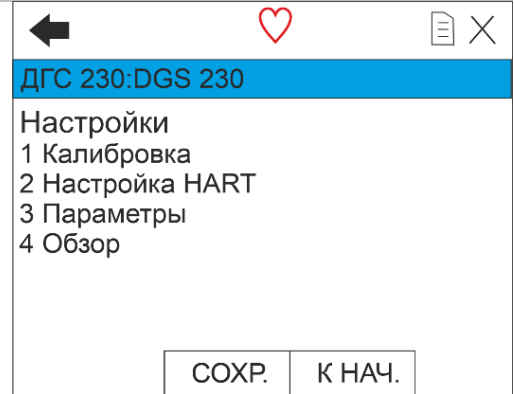 ДГС 230:DGS 230
Настройки
1 Калибровка
2 Настройка HART
3 Параметры
4 Обзор
СОХР. К НАЧ.